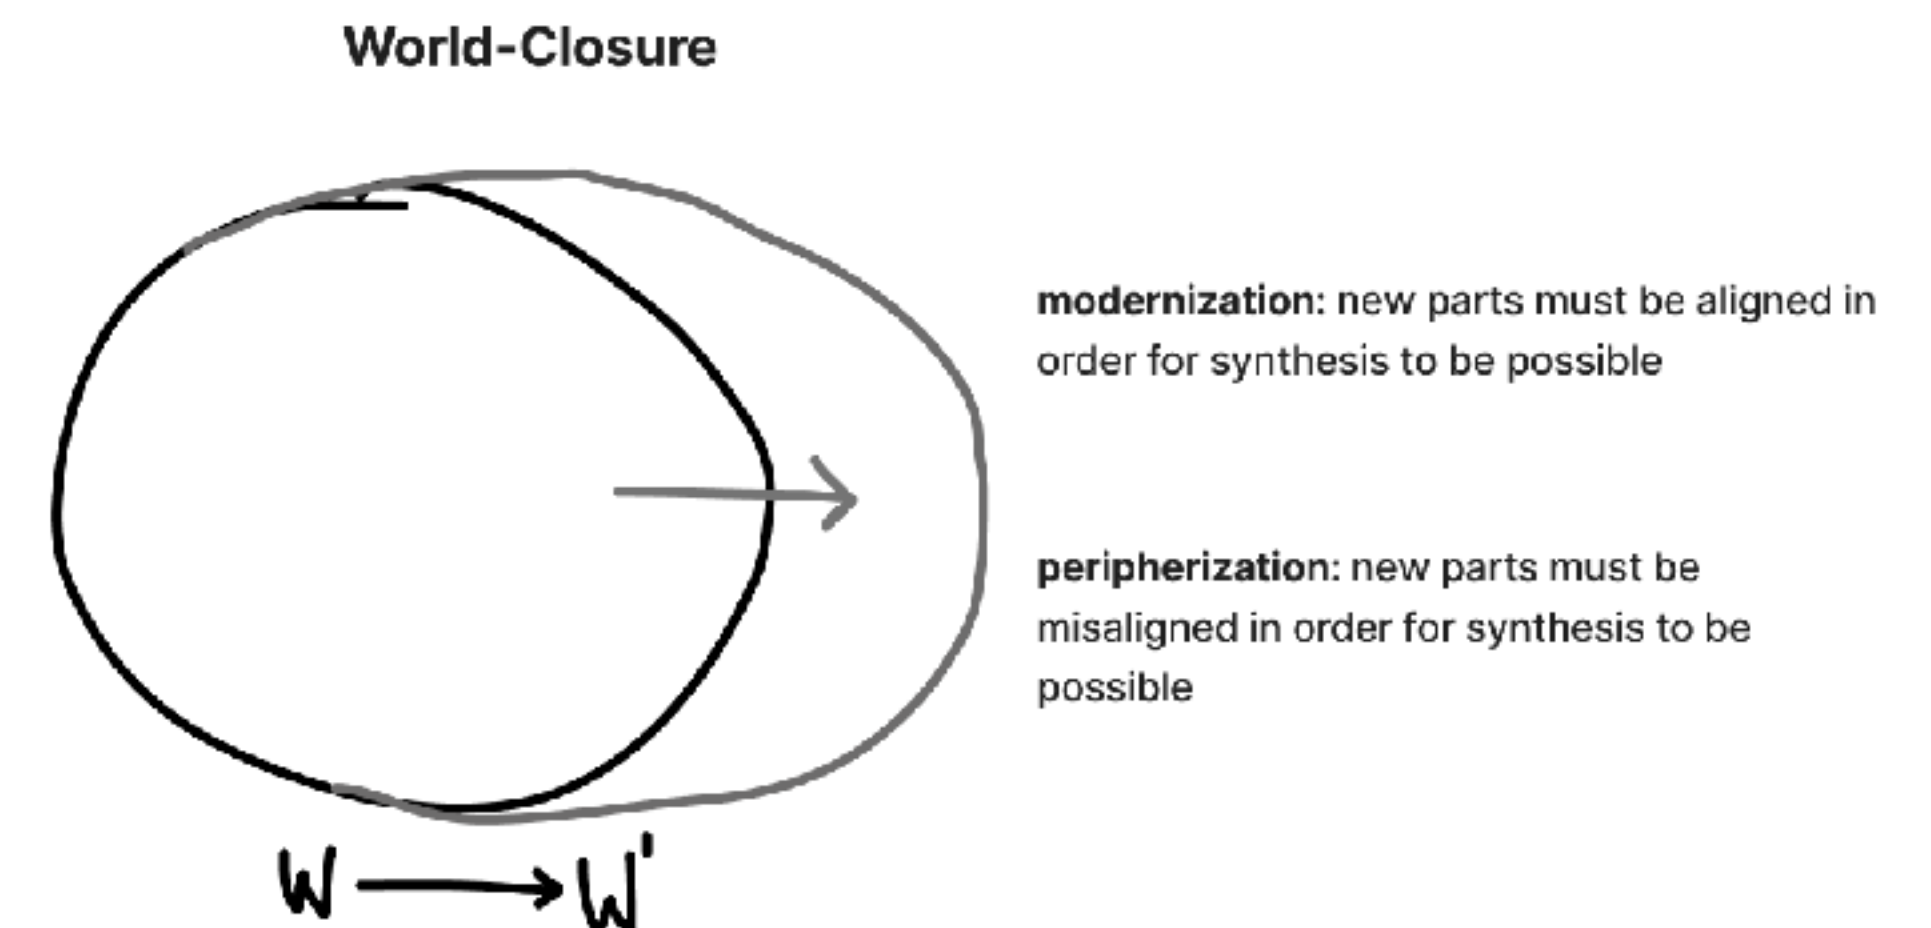 World-Closure
modernization: new parts must be aligned in
order for synthesis to be possible
peripherization: new parts must be
misaligned in order for synthesis to be
possible
W → W'